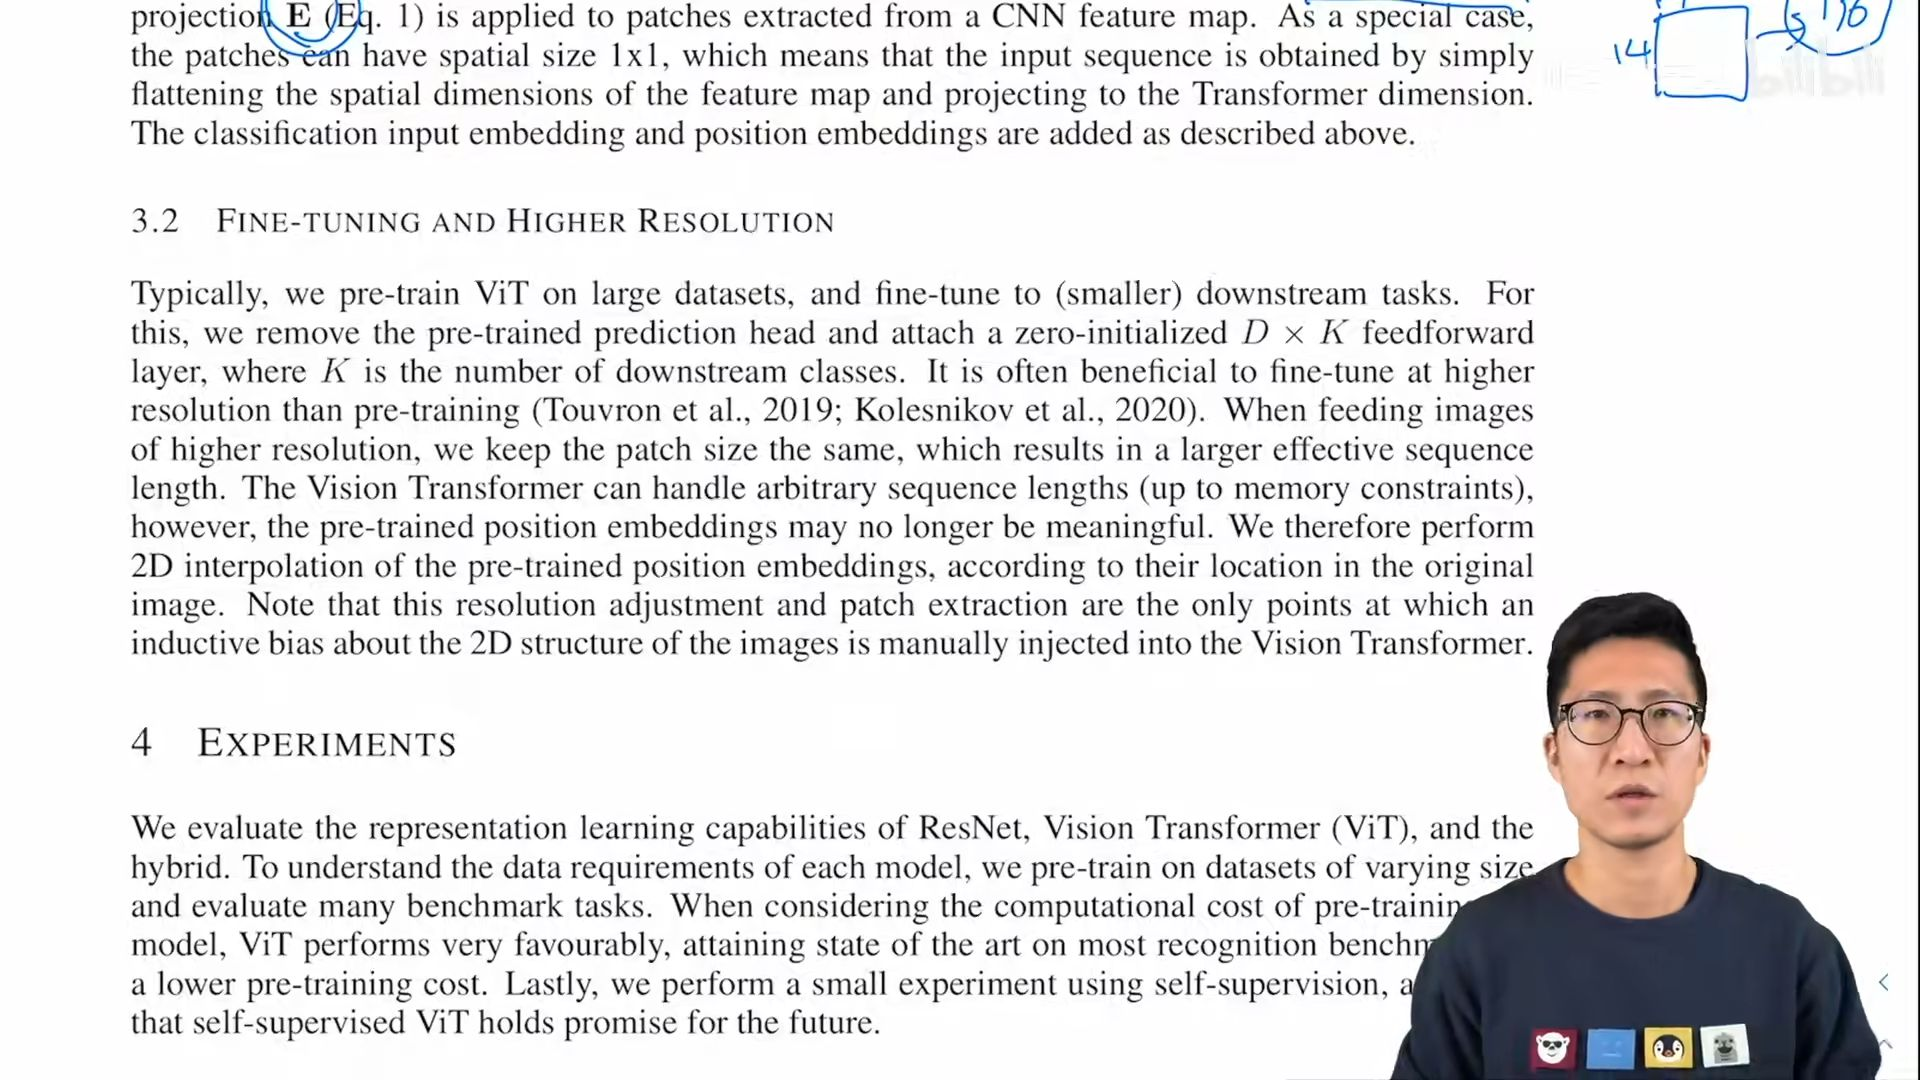 projection E (Eq. 1) is applied to patches extracted from a CNN feature map. As a special case,
the patches can have spatial size 1x1, which means that the input sequence is obtained by simply
flattening the spatial dimensions of the feature map and projecting to the Transformer dimension.
The classification input embedding and position embeddings are added as described above.
14
196
bilibili
3.2 FINE-TUNING AND HIGHER RESOLUTION
Typically, we pre-train ViT on large datasets, and fine-tune to (smaller) downstream tasks. For
this, we remove the pre-trained prediction head and attach a zero-initialized D × K feedforward
layer, where K is the number of downstream classes. It is often beneficial to fine-tune at higher
resolution than pre-training (Touvron et al., 2019; Kolesnikov et al., 2020). When feeding images
of higher resolution, we keep the patch size the same, which results in a larger effective sequence
length. The Vision Transformer can handle arbitrary sequence lengths (up to memory constraints),
however, the pre-trained position embeddings may no longer be meaningful. We therefore perform
2D interpolation of the pre-trained position embeddings, according to their location in the original
image. Note that this resolution adjustment and patch extraction are the only points at which an
inductive bias about the 2D structure of the images is manually injected into the Vision Transformer.
4 EXPERIMENTS
We evaluate the representation learning capabilities of ResNet, Vision Transformer (ViT), and the
hybrid. To understand the data requirements of each model, we pre-train on datasets of varying size
and evaluate many benchmark tasks. When considering the computational cost of pre-trainin
model, ViT performs very favourably, attaining state of the art on most recognition benchm
a lower pre-training cost. Lastly, we perform a small experiment using self-supervision, a
that self-supervised ViT holds promise for the future.